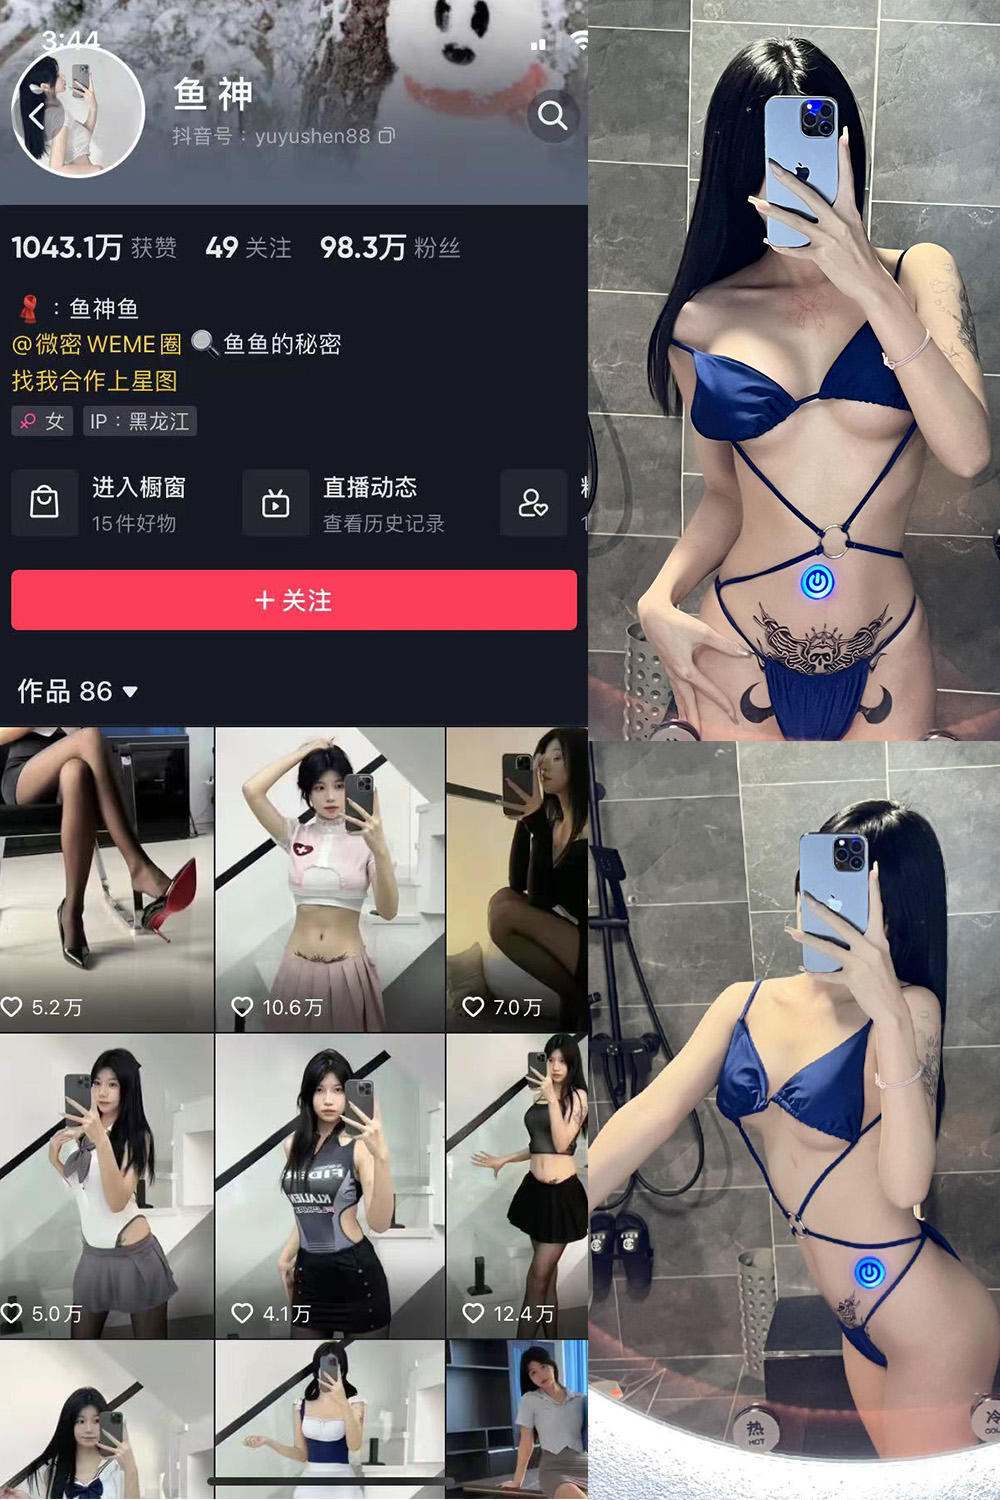 3:44
鱼 神
抖音号：yuyushen88
1043.1万 获赞 49 关注 98.3万 粉丝
：鱼神鱼
@微密 WEME圈 鱼鱼的秘密
找我合作上星图
女 IP：黑龙江
进入橱窗
15件好物
直播动态
查看历史记录
+ 关注
作品 86
5.2万
10.6万
7.0万
5.0万
4.1万
12.4万
热
HOT
冷